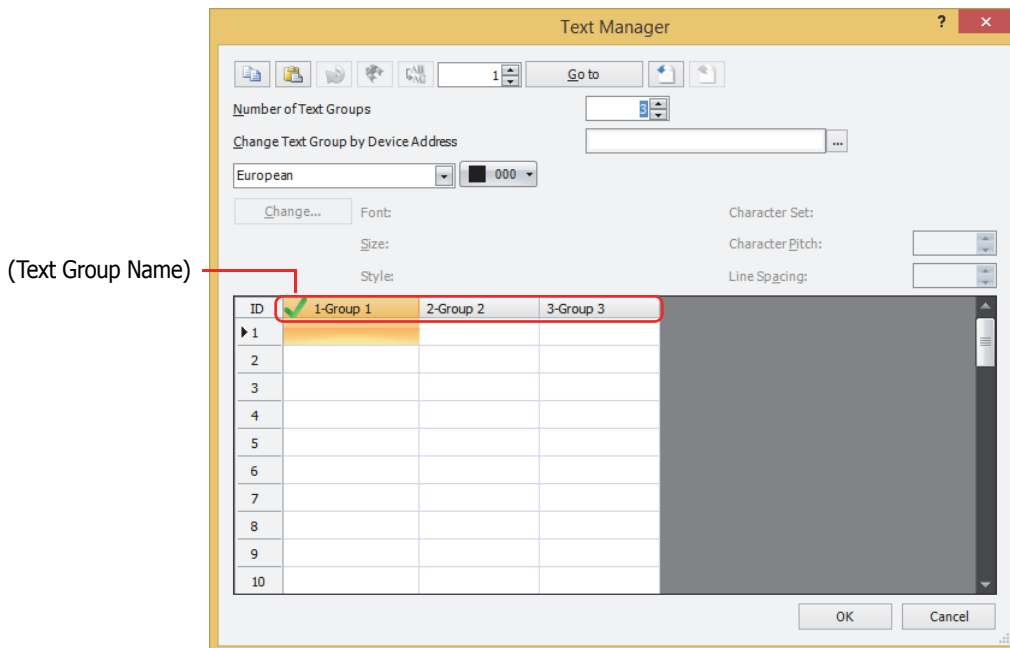 Text Manager
?
1
Go to
Number of Text Groups
3
Change Text Group by Device Address
...
European
000
Change...
Font:
Character Set:
Size:
Character Pitch:
(Text Group Name)
Style:
Line Spacing:
ID
1-Group 1
2-Group 2
3-Group 3
1
2
3
4
5
6
7
8
9
10
OK
Cancel